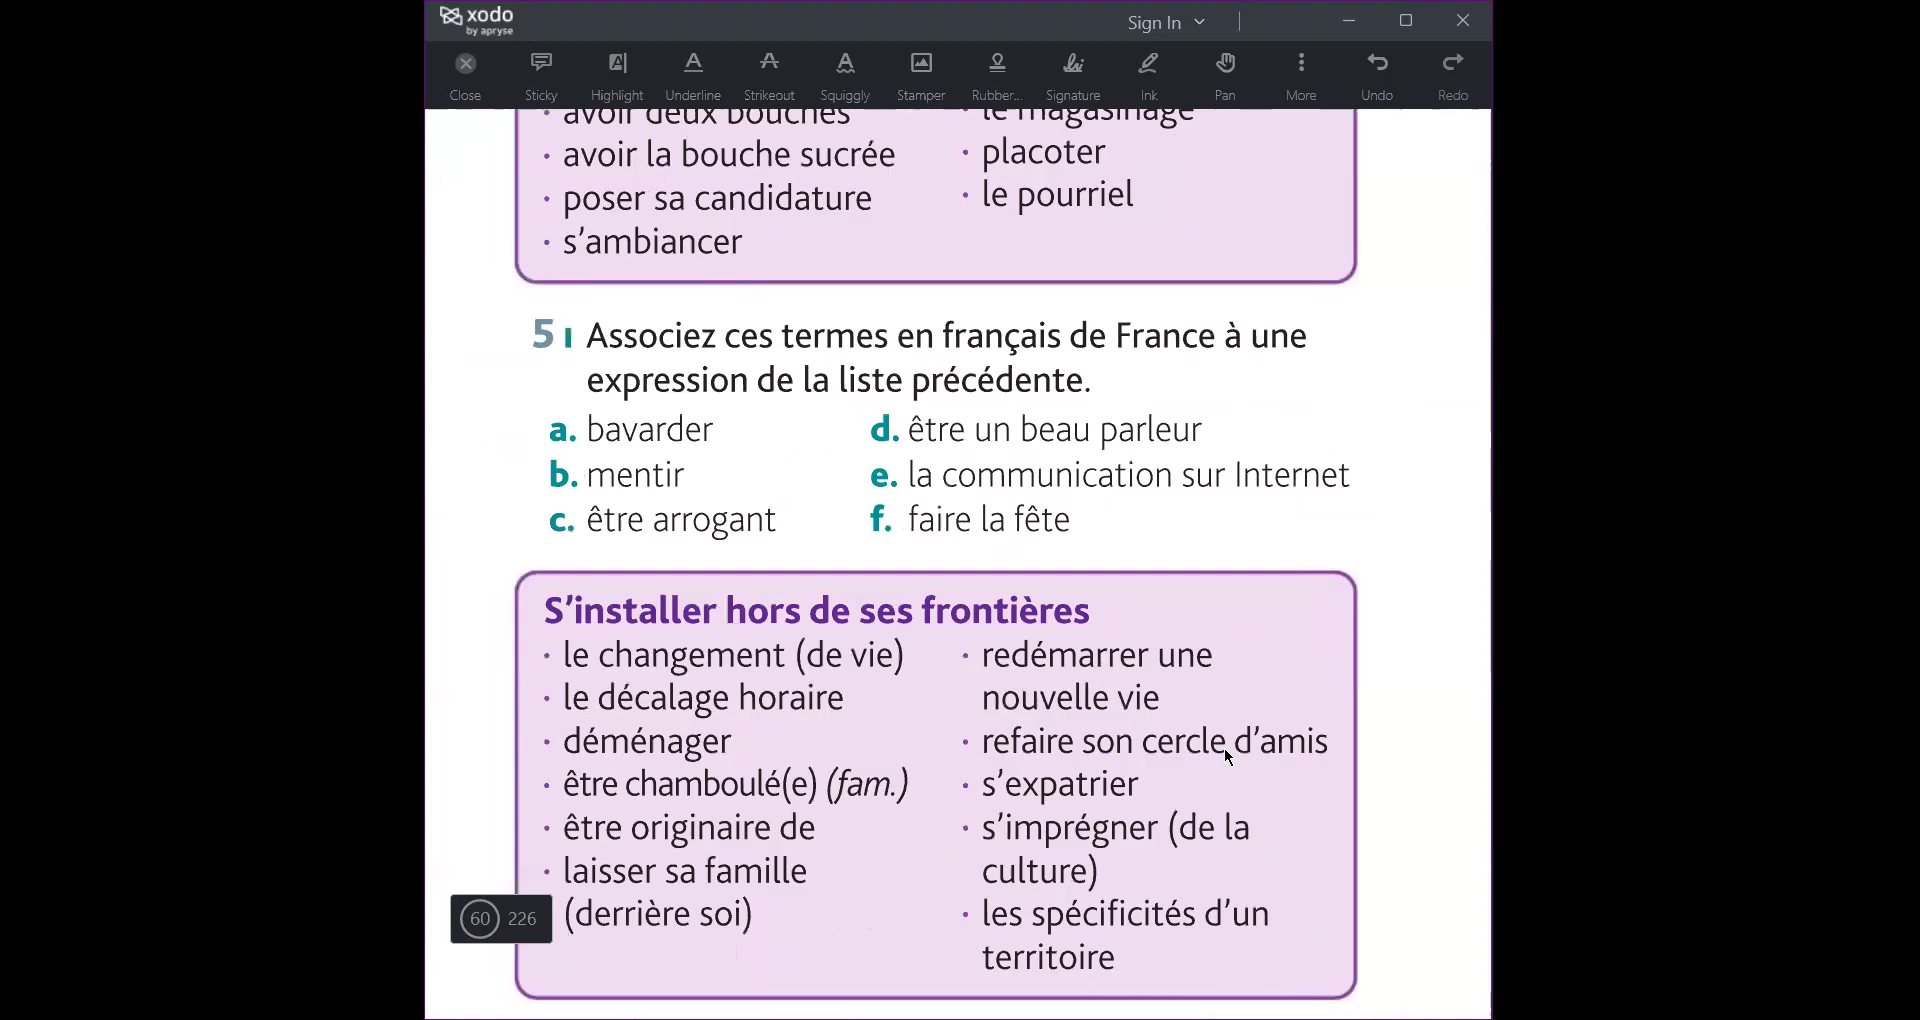 xodo
by apryse
Sign In
Close
Sticky
Highlight
Underline
Strikeout
Squiggly
Stamper
Rubber...
Signature
Ink
Pan
More
Undo
Redo
· avoir deux bouches
· avoir la bouche sucrée
· poser sa candidature
· s’ambiancer
· le magasinage
· placoter
· le pourriel
5 I Associez ces termes en français de France à une
expression de la liste précédente.
a. bavarder
b. mentir
c. être arrogant
d. être un beau parleur
e. la communication sur Internet
f. faire la fête
S’installer hors de ses frontières
· le changement (de vie)
· le décalage horaire
· déménager
· être chamboulé(e) (fam.)
· être originaire de
· laisser sa famille
(derrière soi)
· redémarrer une
nouvelle vie
· refaire son cercle d’amis
· s’expatrier
· s’imprégner (de la
culture)
· les spécificités d’un
territoire
60 226